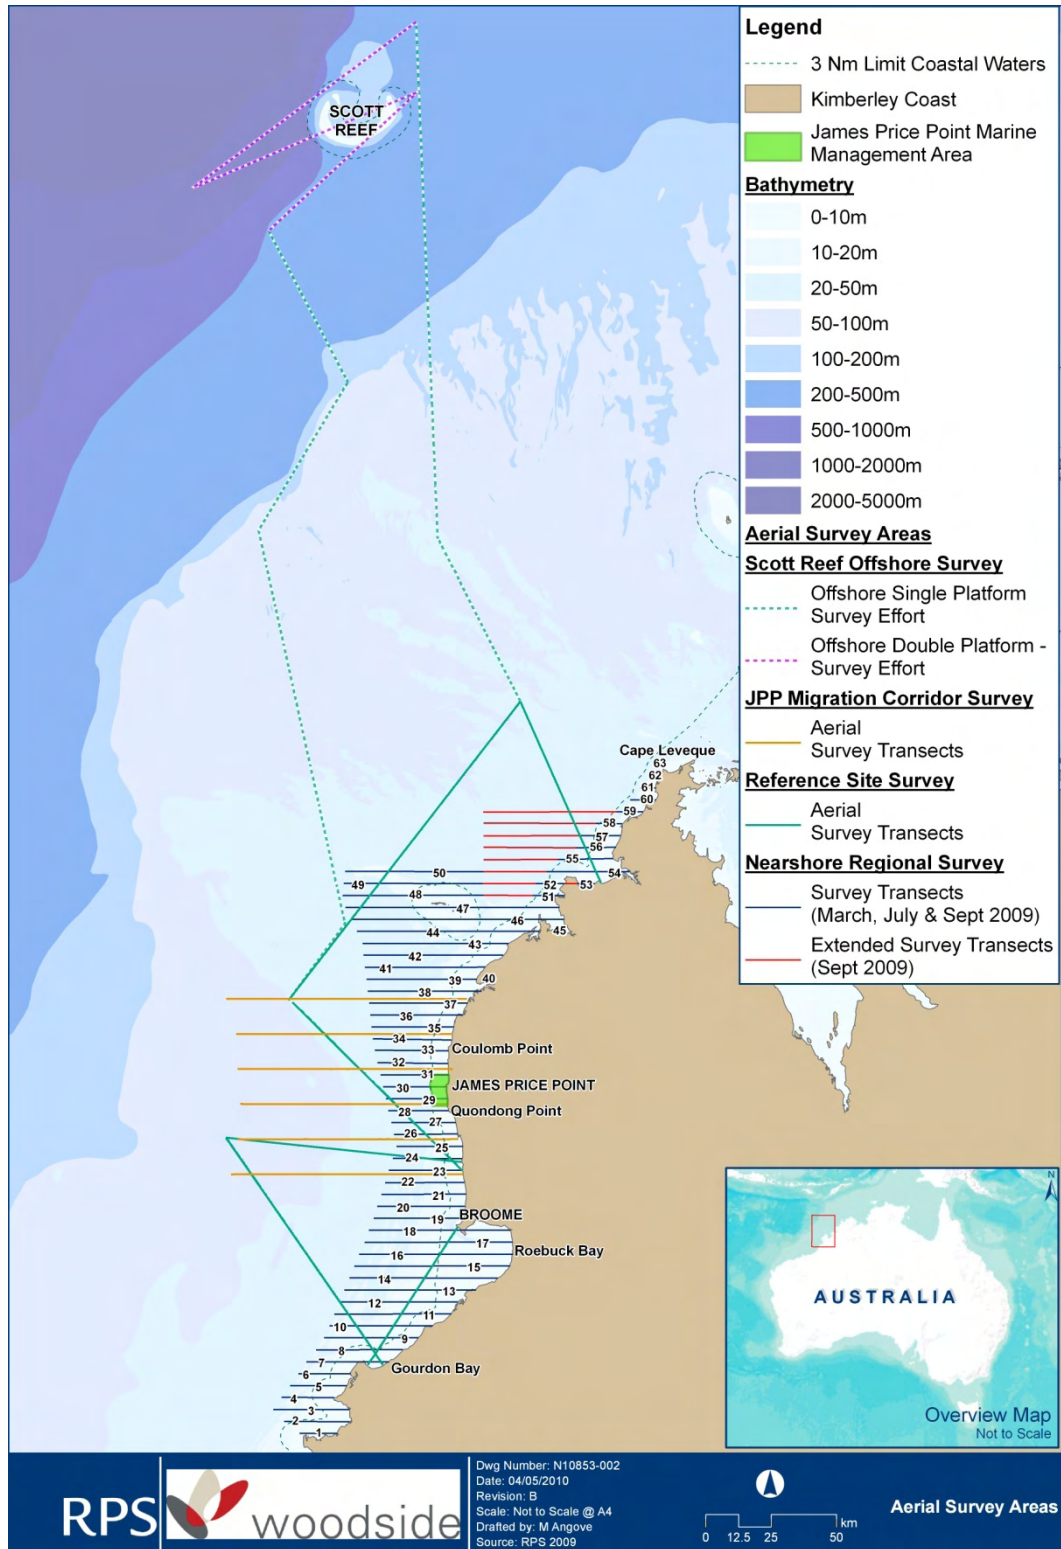 SCOTT
REEF
Cape Leveque
63
62
61
60
59
58
57
56
55
54
50
49
52
53
48
51
47
46
45
44
43
42
41
39
40
38
37
36
35
34
33
Coulomb Point
32
31
30
JAMES PRICE POINT
29
28
Quondong Point
27
26
25
24
23
22
21
20
19
BROOME
18
17
16
Roebuck Bay
15
14
13
12
11
10
9
8
7
Gourdon Bay
6
5
4
3
2
1
Legend
3 Nm Limit Coastal Waters
Kimberley Coast
James Price Point Marine
Management Area
Bathymetry
0-10m
10-20m
20-50m
50-100m
100-200m
200-500m
500-1000m
1000-2000m
2000-5000m
Aerial Survey Areas
Scott Reef Offshore Survey
Offshore Single Platform
Survey Effort
Offshore Double Platform -
Survey Effort
JPP Migration Corridor Survey
Aerial
Survey Transects
Reference Site Survey
Aerial
Survey Transects
Nearshore Regional Survey
Survey Transects
(March, July & Sept 2009)
Extended Survey Transects
(Sept 2009)
N
AUSTRALIA
Overview Map
Not to Scale
RPS
woodside
Dwg Number: N10853-002
Date: 04/05/2010
Revision: B
Scale: Not to Scale @ A4
Drafted by: M Angove
Source: RPS 2009
km
0 12.5 25 50
Aerial Survey Areas